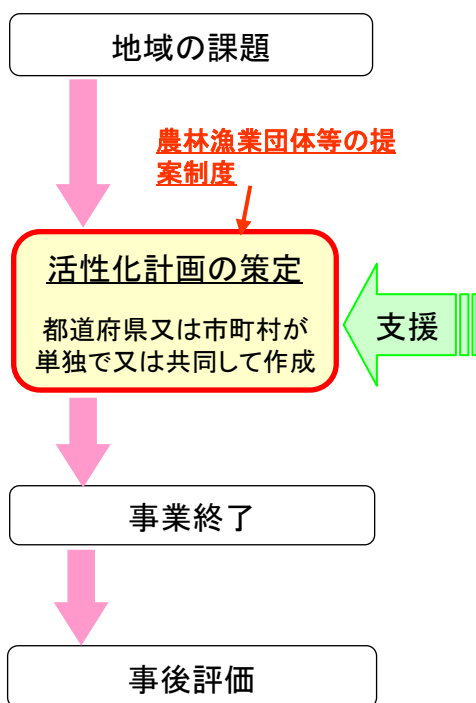 地域の課題
農林漁業団体等の提
案制度
活性化計画の策定
都道府県又は市町村が
単独で又は共同して作成
支援
事業終了
事後評価